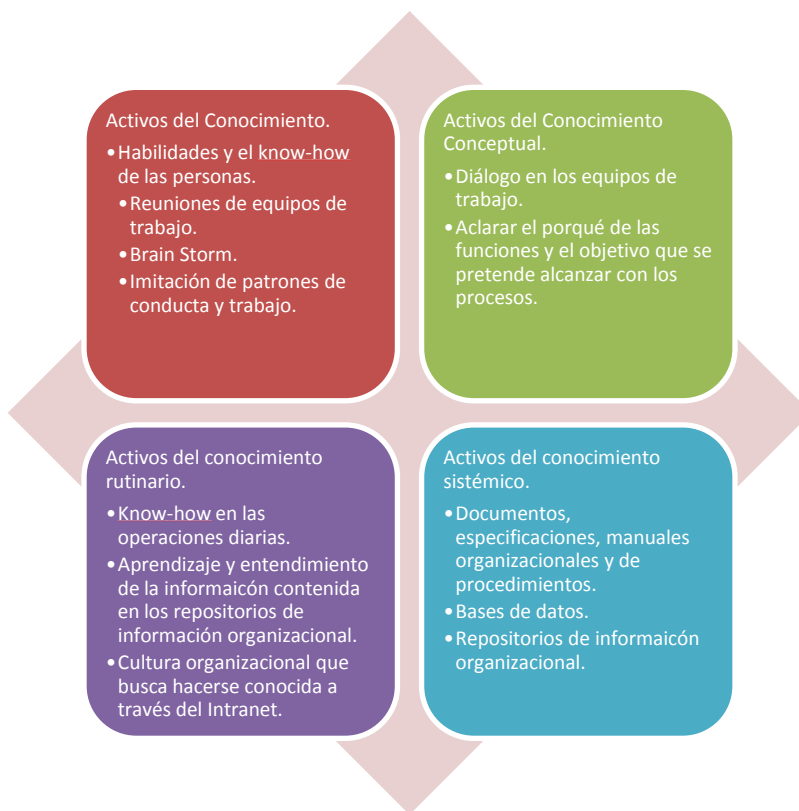 Activos del Conocimiento.
•Habilidades y el know-how
de las personas.
•Reuniones de equipos de
trabajo.
•Brain Storm.
•Imitación de patrones de
conducta y trabajo.
Activos del Conocimiento
Conceptual.
•Diálogo en los equipos de
trabajo.
•Aclarar el porqué de las
funciones y el objetivo que se
pretende alcanzar con los
procesos.
Activos del conocimiento
rutinario.
•Know-how en las
operaciones diarias.
•Aprendizaje y entendimiento
de la informaicón contenida
en los repositorios de
información organizacional.
•Cultura organizacional que
busca hacerse conocida a
través del Intranet.
Activos del conocimiento
sistémico.
•Documentos,
especificaciones, manuales
organizacionales y de
procedimientos.
•Bases de datos.
•Repositorios de informaicón
organizacional.